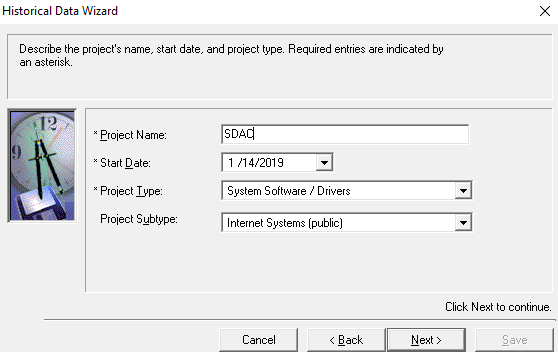 Historical Data Wizard
Describe the project's name, start date, and project type. Required entries are indicated by
an asterisk.
12
9
* Project Name: SDAC
* Start Date: 1 /14/2019
* Project Type: System Software / Drivers
Project Subtype: Internet Systems (public)
Click Next to continue.
Cancel < Back Next > Save